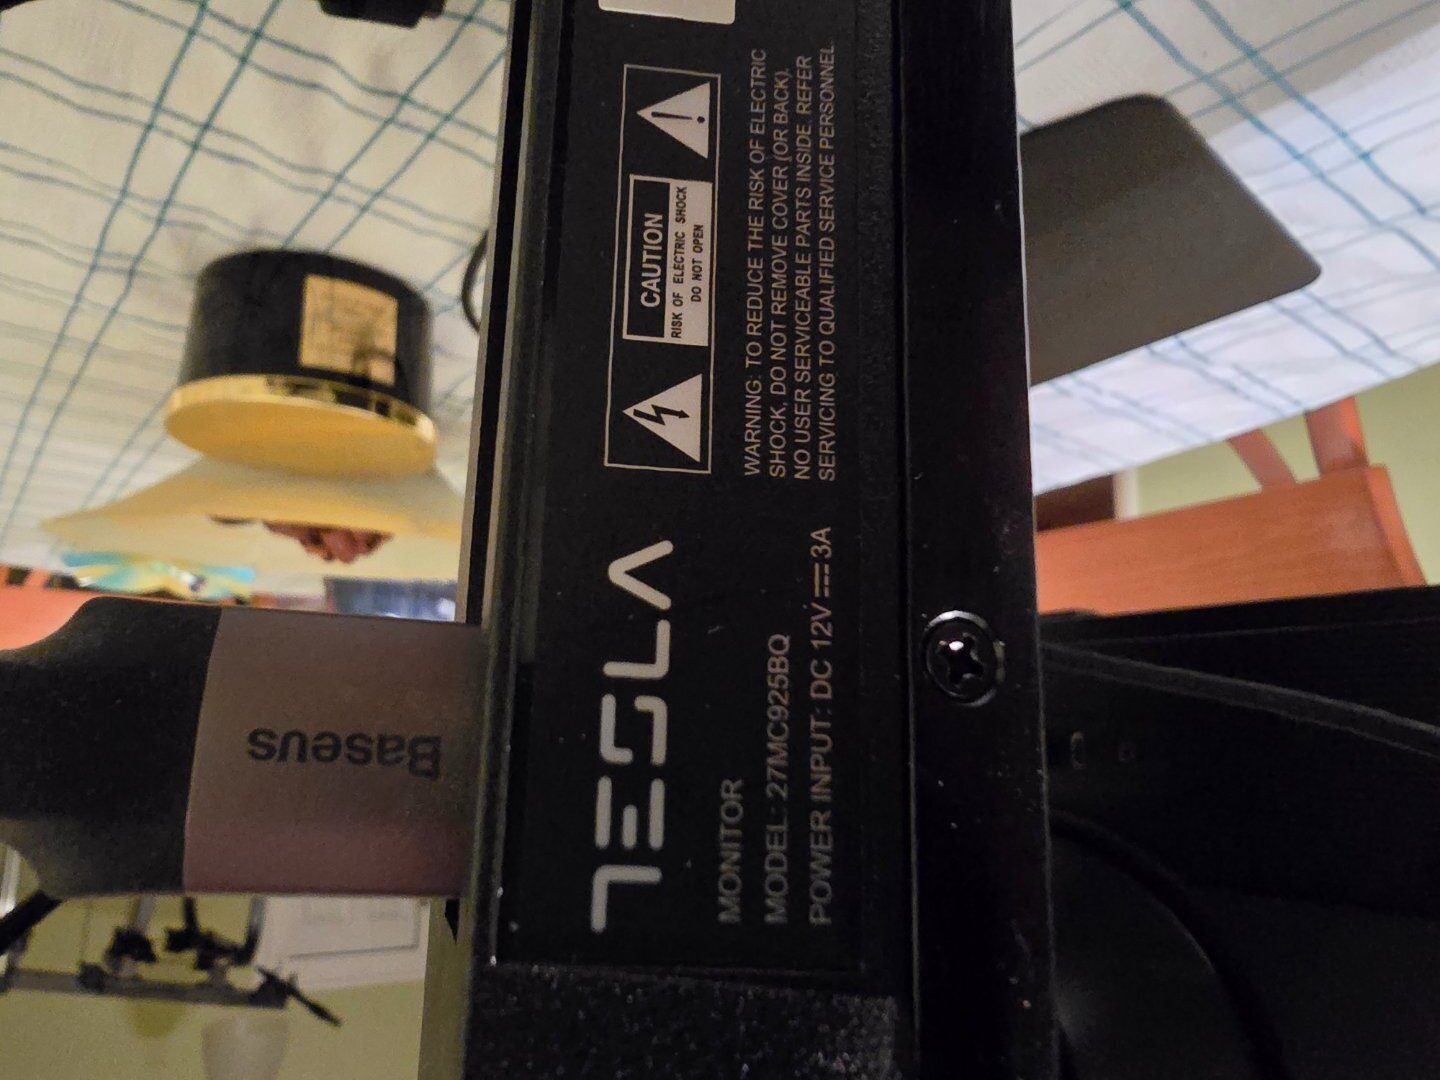 TESLA
MONITOR
MODEL: 27MC925BQ
POWER INPUT: DC 12V⎓3A
CAUTION
RISK OF ELECTRIC SHOCK
DO NOT OPEN
WARNING: TO REDUCE THE RISK OF ELECTRIC
SHOCK, DO NOT REMOVE COVER (OR BACK).
NO USER SERVICEABLE PARTS INSIDE. REFER
SERVICING TO QUALIFIED SERVICE PERSONNEL.
Baseus